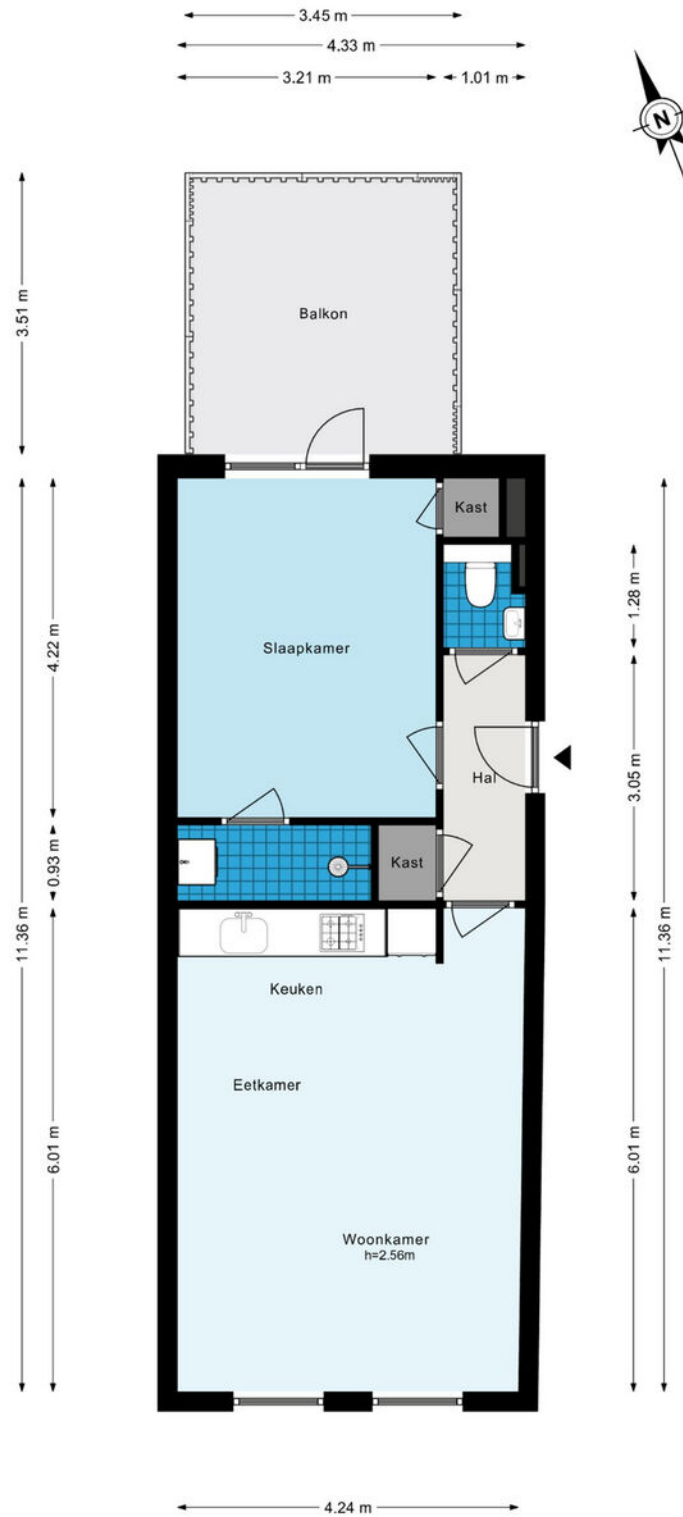 3.45 m
4.33 m
3.21 m
1.01 m
N
3.51 m
Balkon
Kast
1.28 m
4.22 m
Slaapkamer
3.05 m
Hal
0.93 m
Kast
11.36 m
11.36 m
Keuken
Eetkamer
6.01 m
6.01 m
Woonkamer
h=2.56m
4.24 m